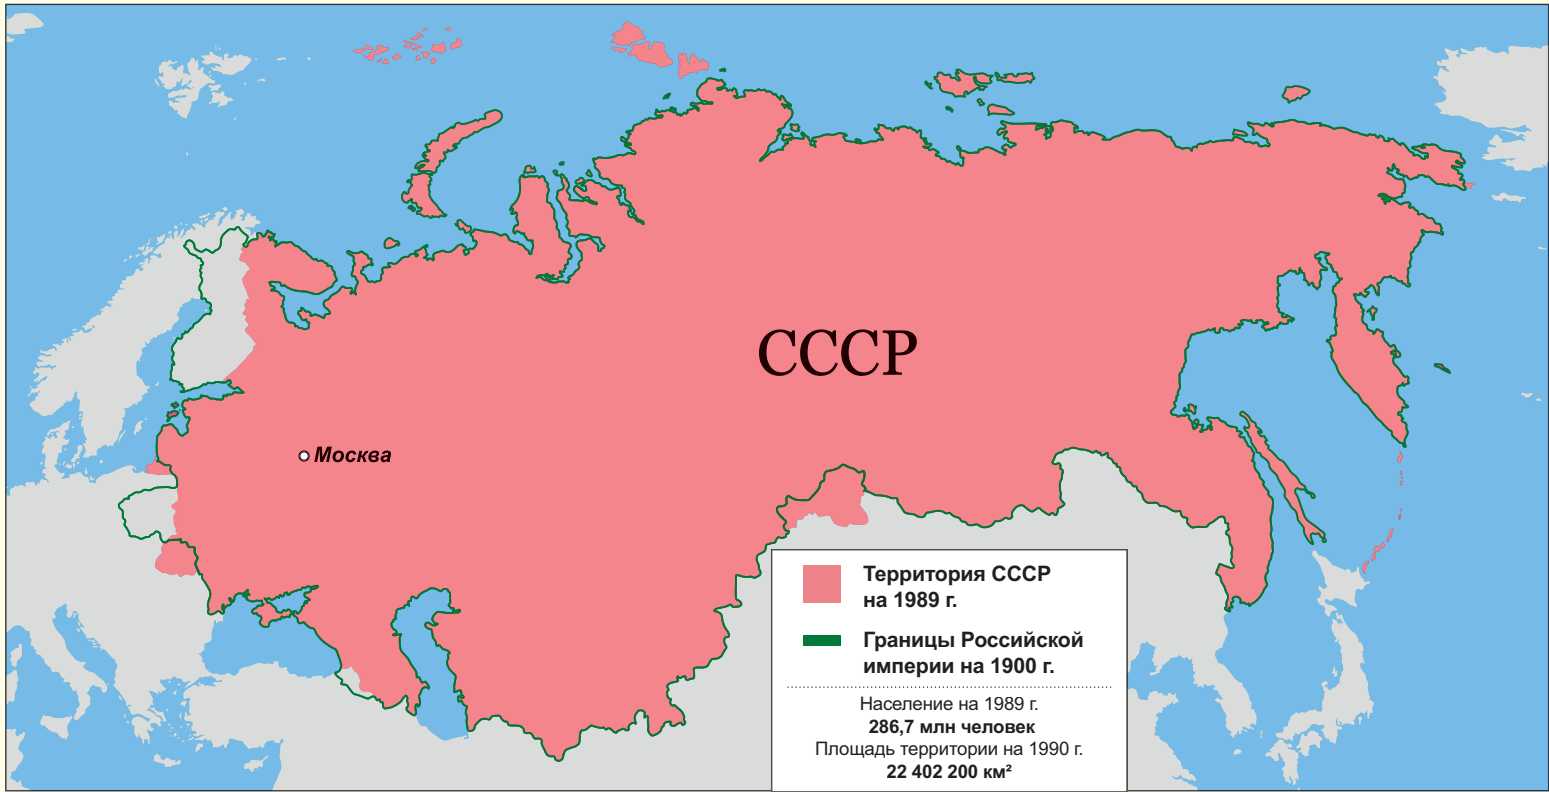 СССР
Москва
Территория СССР
на 1989 г.
Границы Российской
империи на 1900 г.
Население на 1989 г.
286,7 млн человек
Площадь территории на 1990 г.
22 402 200 км²